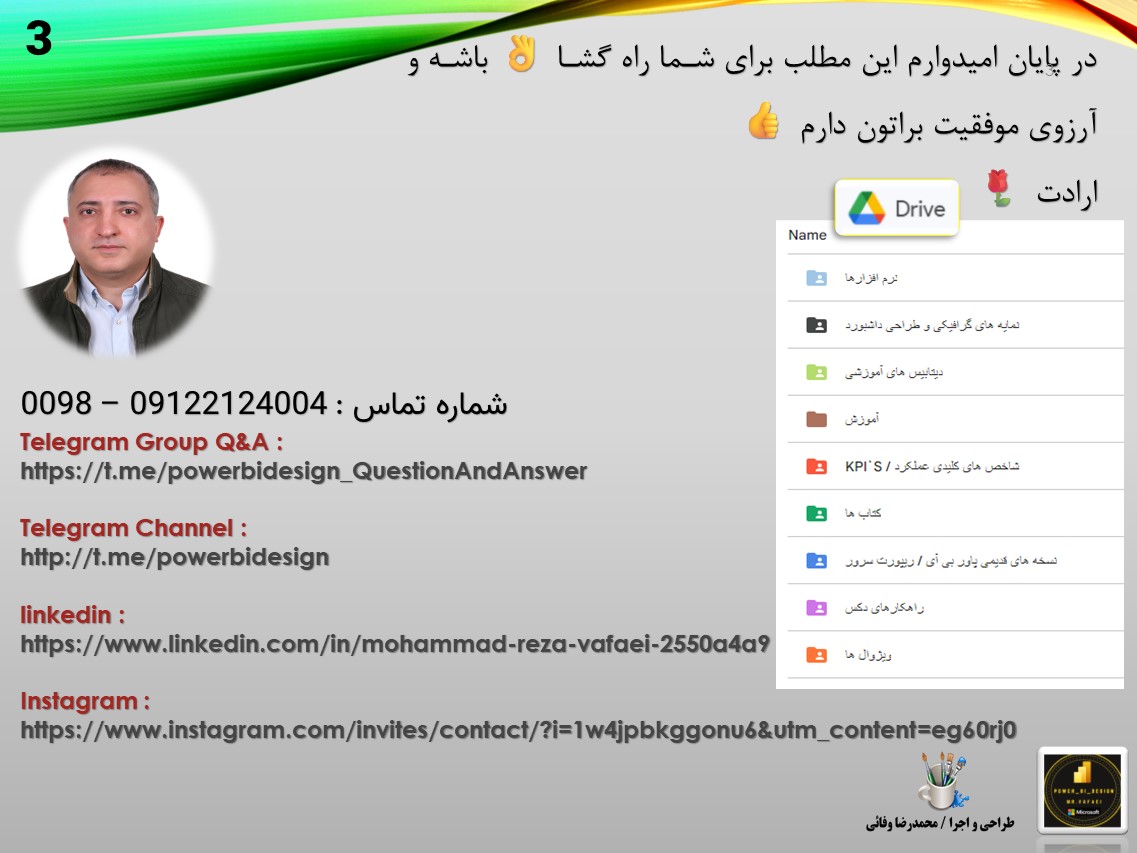 3
در پایان امیدوارم این مطلب برای شما راه گشا 👌 باشه و
آرزوی موفقیت براتون دارم 👍
ارادت 🌹
Drive
Name
نرم افزارها
نمایه های گرافیکی و طراحی داشبورد
دیتابیس های آموزشی
آموزش
شاخص های کلیدی عملکرد / KPI`S
کتاب ها
نسخه های قدیمی پاور بی آی / ریپورت سرور
راهکارهای دکس
ویژوال ها
شماره تماس : 09122124004 – 0098
Telegram Group Q&A :
https://t.me/powerbidesign_QuestionAndAnswer
Telegram Channel :
http://t.me/powerbidesign
linkedin :
https://www.linkedin.com/in/mohammad-reza-vafaei-2550a4a9
Instagram :
https://www.instagram.com/invites/contact/?i=1w4jpbkggonu6&utm_content=eg60rj0
طراحی و اجرا / محمدرضا وفائی
POWER_BI_DESIGN
MR.VAFAEI
Microsoft